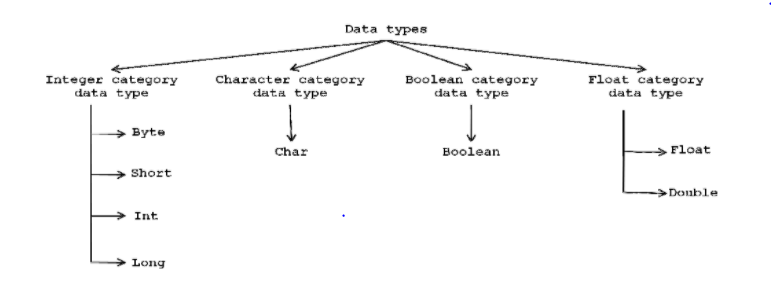 Data types
Integer category
data type
Character category
data type
Boolean category
data type
Float category
data type
Byte
Short
Int
Long
Char
Boolean
Float
Double